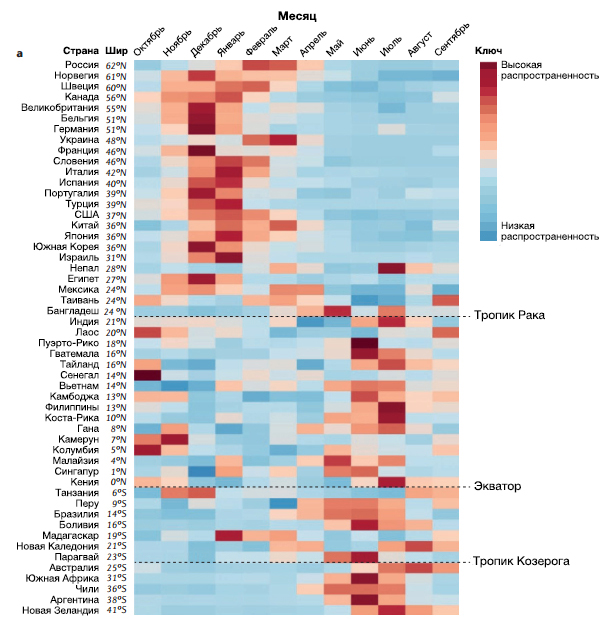 Месяц
a
Страна Шир Октябрь Ноябрь Декабрь Январь Февраль Март Апрель Май Июнь Июль Август Сентябрь
Ключ
Высокая
распространенность
Низкая
распространенность
Россия 62°N
Норвегия 61°N
Швеция 60°N
Канада 56°N
Великобритания 55°N
Бельгия 51°N
Германия 51°N
Украина 48°N
Франция 46°N
Словения 46°N
Италия 42°N
Испания 40°N
Португалия 39°N
Турция 39°N
США 37°N
Китай 36°N
Япония 36°N
Южная Корея 36°N
Израиль 31°N
Непал 28°N
Египет 27°N
Мексика 24°N
Таивань 24°N
Бангладеш 24°N
Тропик Рака
Индия 21°N
Лаос 20°N
Пуэрто-Рико 18°N
Гватемала 16°N
Тайланд 16°N
Сенегал 14°N
Вьетнам 14°N
Камбоджа 13°N
Филиппины 13°N
Коста-Рика 10°N
Гана 8°N
Камерун 7°N
Колумбия 5°N
Малайзия 4°N
Сингапур 1°N
Кения 0°N
Экватор
Танзания 6°S
Перу 9°S
Бразилия 14°S
Боливия 16°S
Мадагаскар 19°S
Новая Каледония 21°S
Парагвай 23°S
Тропик Козерога
Австралия 25°S
Южная Африка 31°S
Чили 36°S
Аргентина 38°S
Новая Зеландия 41°S